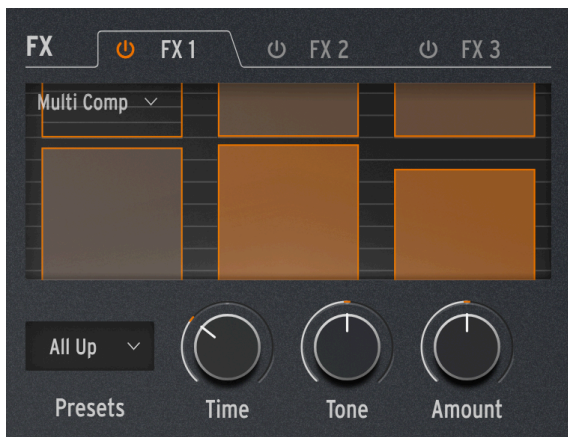 FX FX 1 FX 2 FX 3
Multi Comp
All Up
Presets Time Tone Amount